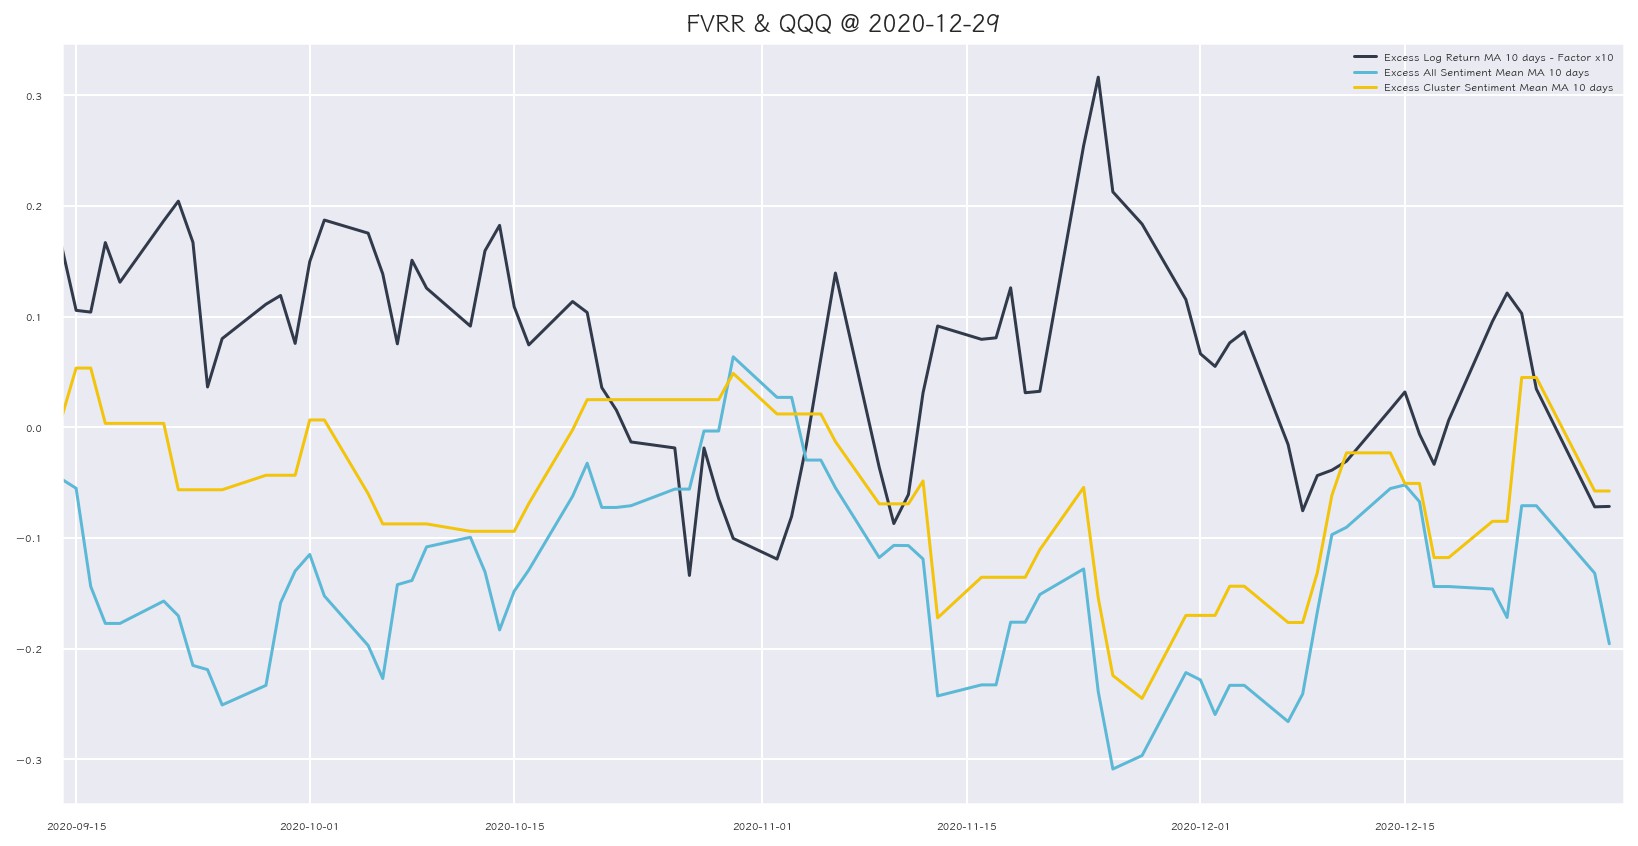 FVRR & QQQ @ 2020-12-29
Excess Log Return MA 10 days - Factor x10
Excess All Sentiment Mean MA 10 days
Excess Cluster Sentiment Mean MA 10 days
0.3
0.2
0.1
0.0
−0.1
−0.2
−0.3
2020-09-15 2020-10-01 2020-10-15 2020-11-01 2020-11-15 2020-12-01 2020-12-15